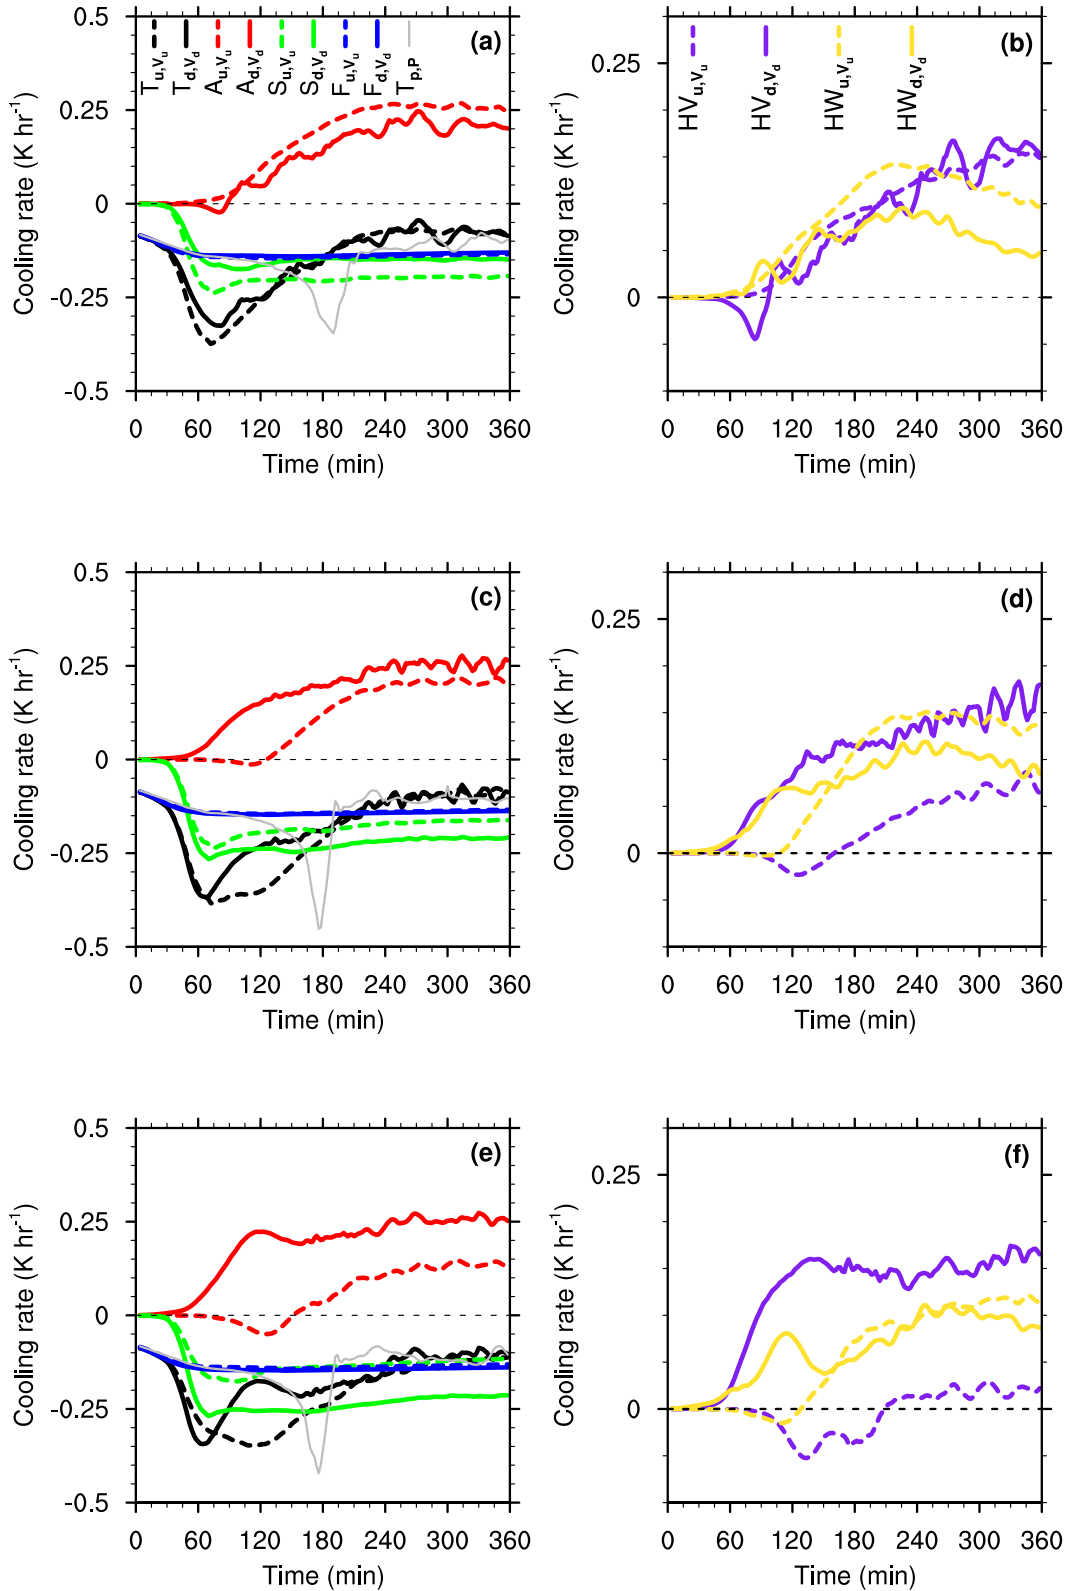 0.5
0.25
0
-0.25
-0.5
Cooling rate (K hr-1)
(a)
Tu,Vu
Td,Vd
Au,Vu
Ad,Vd
Su,Vu
Sd,Vd
Fu,Vu
Fd,Vd
Tp,P
0 60 120 180 240 300 360
Time (min)
0.25
0
Cooling rate (K hr-1)
(b)
HVu,Vu
HVd,Vd
HWu,Vu
HWd,Vd
0 60 120 180 240 300 360
Time (min)
0.5
0.25
0
-0.25
-0.5
Cooling rate (K hr-1)
(c)
0 60 120 180 240 300 360
Time (min)
0.25
0
Cooling rate (K hr-1)
(d)
0 60 120 180 240 300 360
Time (min)
0.5
0.25
0
-0.25
-0.5
Cooling rate (K hr-1)
(e)
0 60 120 180 240 300 360
Time (min)
0.25
0
Cooling rate (K hr-1)
(f)
0 60 120 180 240 300 360
Time (min)